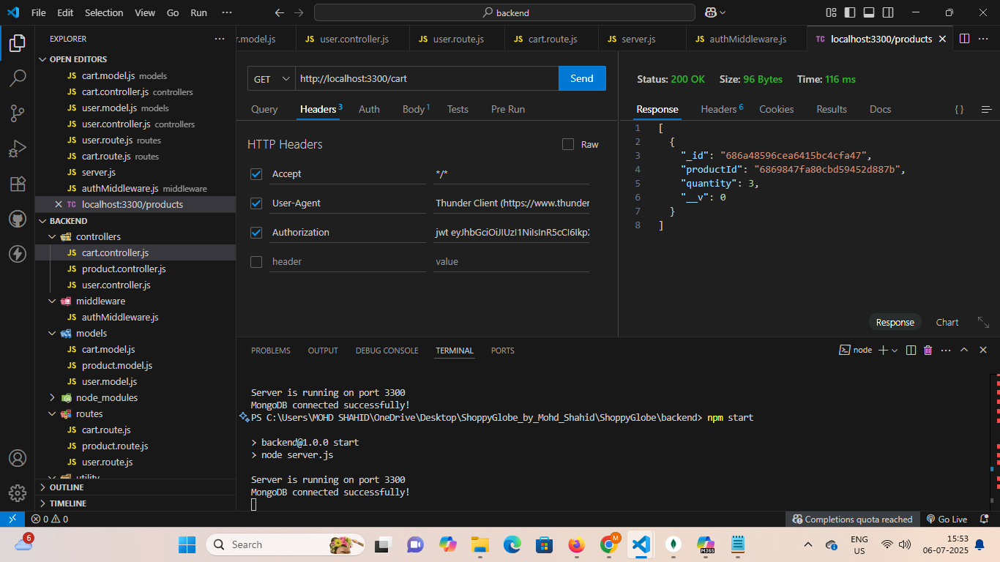 File Edit Selection View Go Run ··· backend
EXPLORER ···
OPEN EDITORS
JS cart.model.js models
JS cart.controller.js controllers
JS user.model.js models
JS user.controller.js controllers
JS user.route.js routes
JS cart.route.js routes
JS server.js
JS authMiddleware.js middleware
TC localhost:3300/products
BACKEND
controllers
JS cart.controller.js
JS product.controller.js
JS user.controller.js
middleware
JS authMiddleware.js
models
JS cart.model.js
JS product.model.js
JS user.model.js
node_modules
routes
JS cart.route.js
JS product.route.js
JS user.route.js
utility
OUTLINE
TIMELINE
r.model.js JS user.controller.js JS user.route.js JS cart.route.js JS server.js JS authMiddleware.js TC localhost:3300/products ···
GET http://localhost:3300/cart Send
Query Headers 3 Auth Body 1 Tests Pre Run
HTTP Headers Raw
Accept */*
User-Agent Thunder Client (https://www.thunder
Authorization jwt
header value
Status: 200 OK Size: 96 Bytes Time: 116 ms
Response Headers 6 Cookies Results Docs { }
1 [
2 {
3 "_id": "686a48596cea6415bc4cfa47",
4 "productId": "6869847fa80cbd59452d887b",
5 "quantity": 3,
6 "__v": 0
7 }
8 ]
Response Chart
PROBLEMS OUTPUT DEBUG CONSOLE TERMINAL PORTS node ···
Server is running on port 3300
MongoDB connected successfully!
PS C:\Users\MOHD SHAHID\OneDrive\Desktop\ShoppyGlobe_by_Mohd_Shahid\ShoppyGlobe\backend> npm start
> backend@1.0.0 start
> node server.js
Server is running on port 3300
MongoDB connected successfully!
0 0 Completions quota reached Go Live
6 Search M M365 ENG US 15:53 06-07-2025